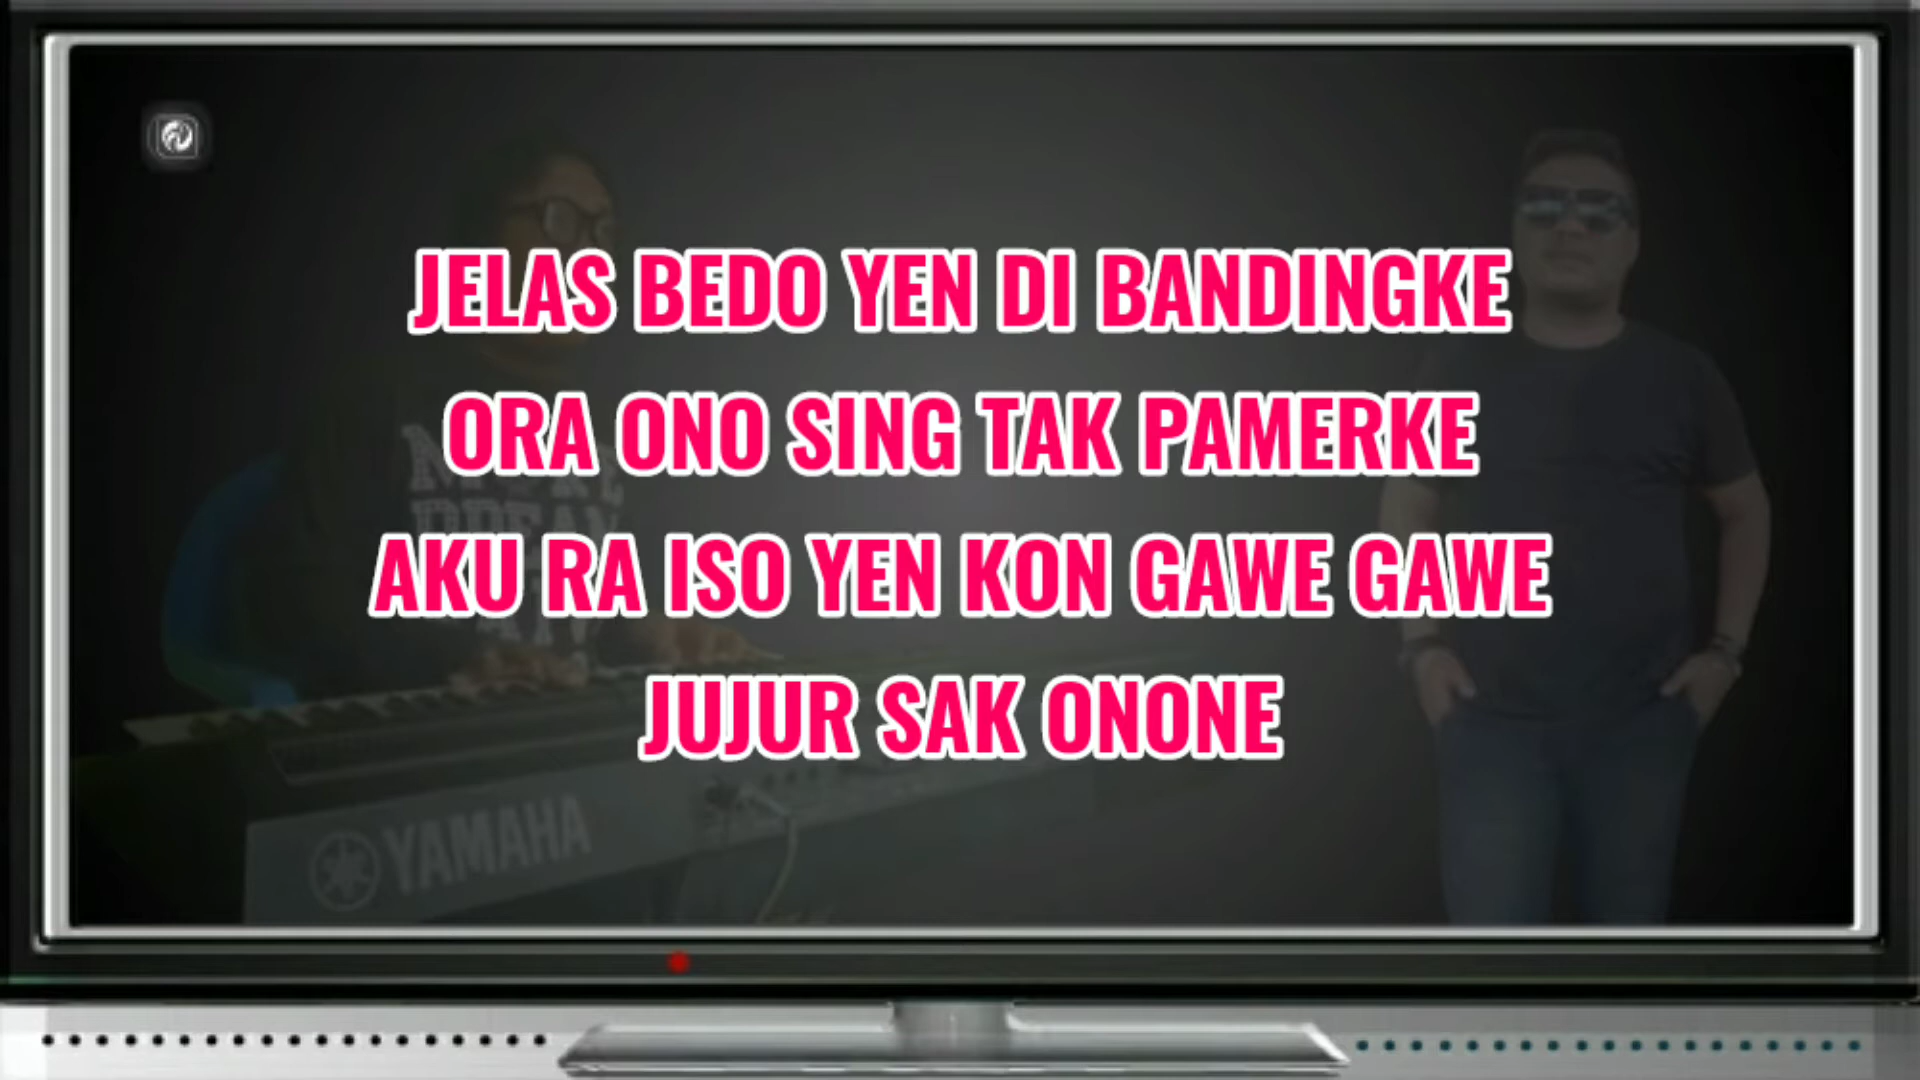 JELAS BEDO YEN DI BANDINGKE
ORA ONO SING TAK PAMERKE
AKU RA ISO YEN KON GAWE GAWE
JUJUR SAK ONONE
YAMAHA